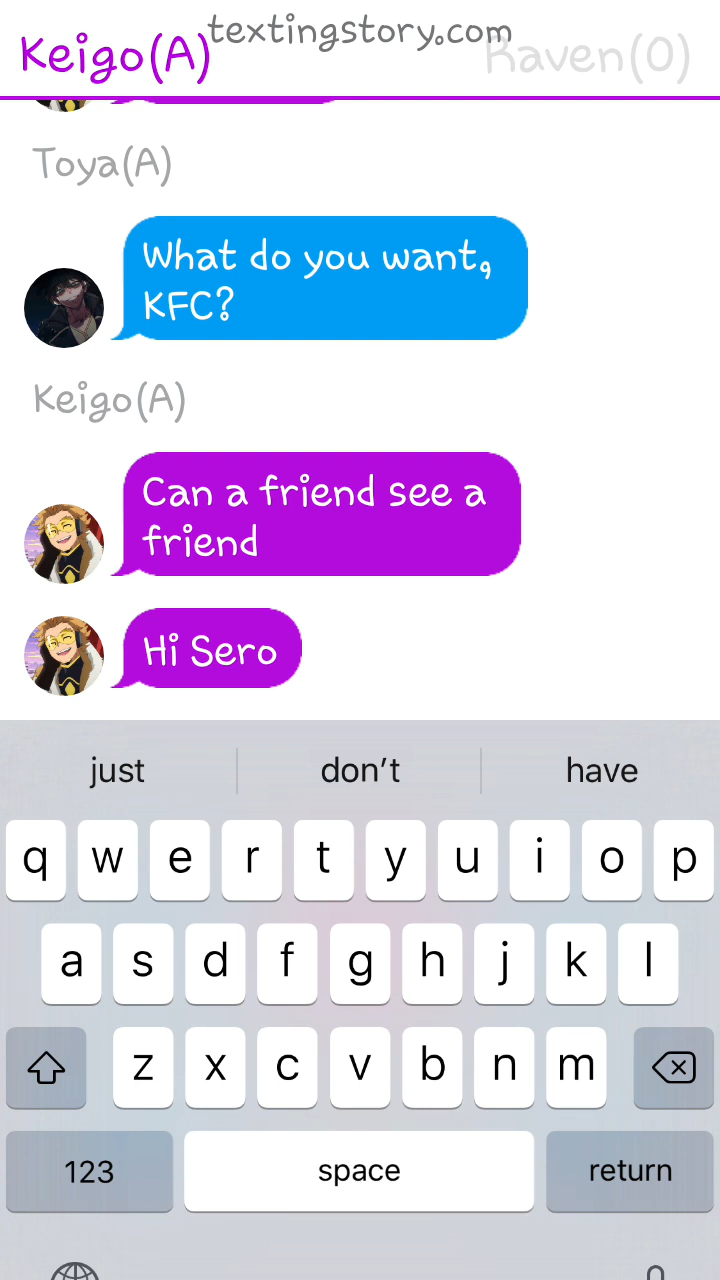 textingstory.com
Keigo(A)
Raven(0)
Toya(A)
What do you want,
KFC?
Keigo(A)
Can a friend see a
friend
Hi Sero
just don't have
q w e r t y u i o p
a s d f g h j k l
z x c v b n m
123 space return